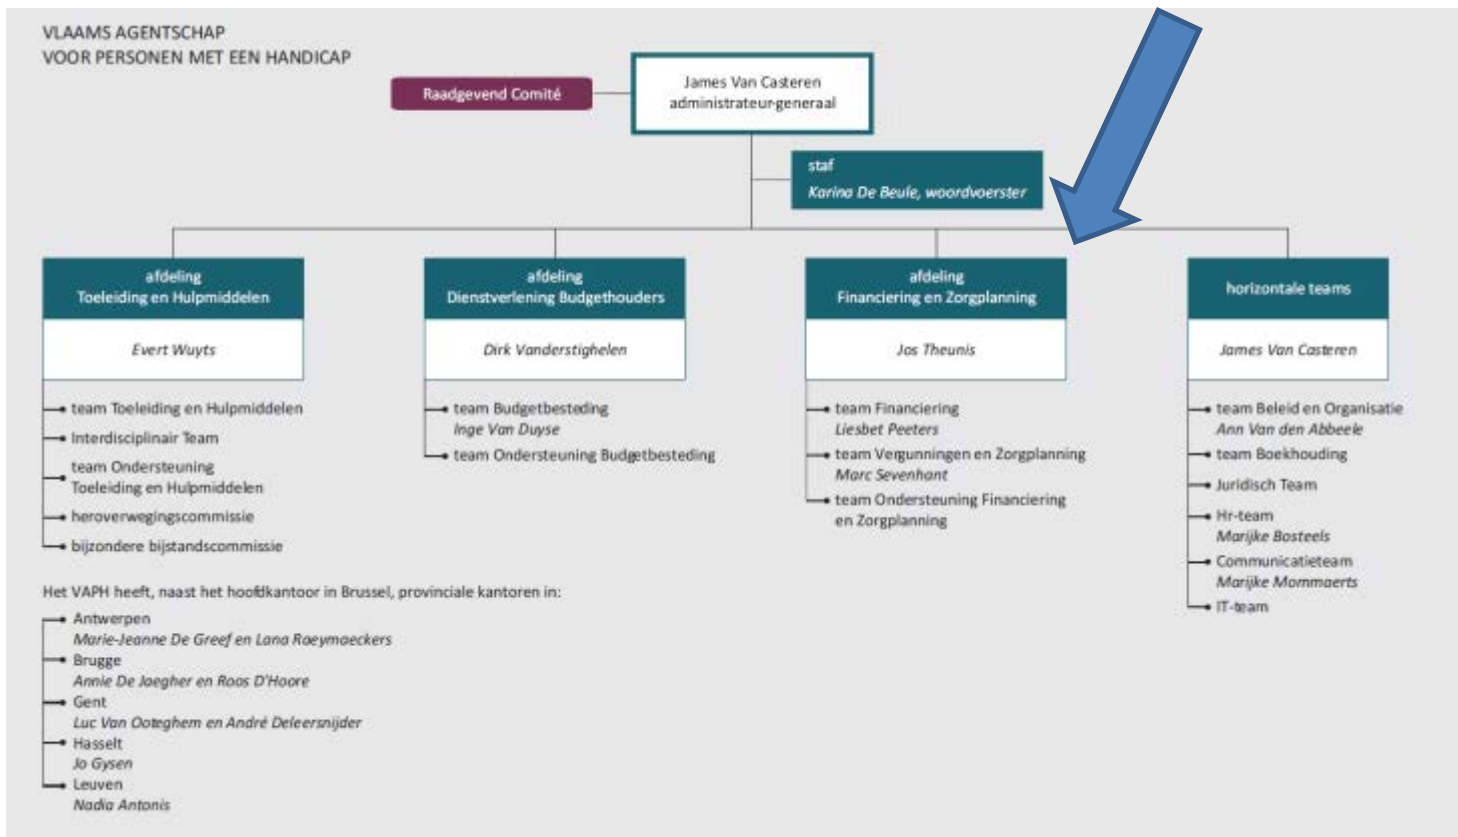 VLAAMS AGENTSCHAP
VOOR PERSONEN MET EEN HANDICAP
Raadgevend Comité
James Van Casteren
administrateur-generaal
staf
Karina De Beule, woordvoerster
afdeling
Toeleiding en Hulpmiddelen
Evert Wuyts
team Toeleiding en Hulpmiddelen
Interdisciplinair Team
team Ondersteuning
Toeleiding en Hulpmiddelen
heroverwegingscommissie
bijzondere bijstandscommissie
afdeling
Dienstverlening Budgethouders
Dirk Vanderstighelen
team Budgetbesteding
Inge Van Duyse
team Ondersteuning Budgetbesteding
afdeling
Financiering en Zorgplanning
Jos Theunis
team Financiering
Liesbet Peeters
team Vergunningen en Zorgplanning
Marc Sevenhant
team Ondersteuning Financiering
en Zorgplanning
horizontale teams
James Van Casteren
team Beleid en Organisatie
Ann Van den Abbeele
team Boekhouding
Juridisch Team
Hr-team
Marijke Bosteels
Communicatieteam
Marijke Mommaerts
IT-team
Het VAPH heeft, naast het hoofdkantoor in Brussel, provinciale kantoren in:
Antwerpen
Marie-Jeanne De Greef en Lana Raeymaeckers
Brugge
Annie De Jaegher en Roos D'Hoore
Gent
Luc Van Ooteghem en André Deleersnijder
Hasselt
Jo Gysen
Leuven
Nadia Antonis